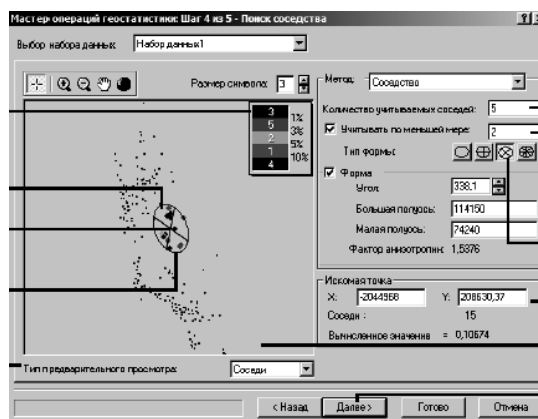 Мастер операций геостатистики: Шаг 4 из 5 - Поиск соседства
Выбор набора данных: Набор данных1
Размер символа: 3
3 1%
5 3%
2 5%
1 10%
4
Метод: Соседство
Количество учитываемых соседей: 5
Учитывать по меньшей мере: 2
Тип формы:
Форма
Угол: 338,1
Большая полуось: 114150
Малая полуось: 74240
Фактор анизотропии: 1,5376
Искомая точка
X: -2044968 Y: 208630,37
Соседи : 15
Вычисленное значение = 0,10674
Тип предварительного просмотра: Соседи
< Назад Далее > Готово Отмена